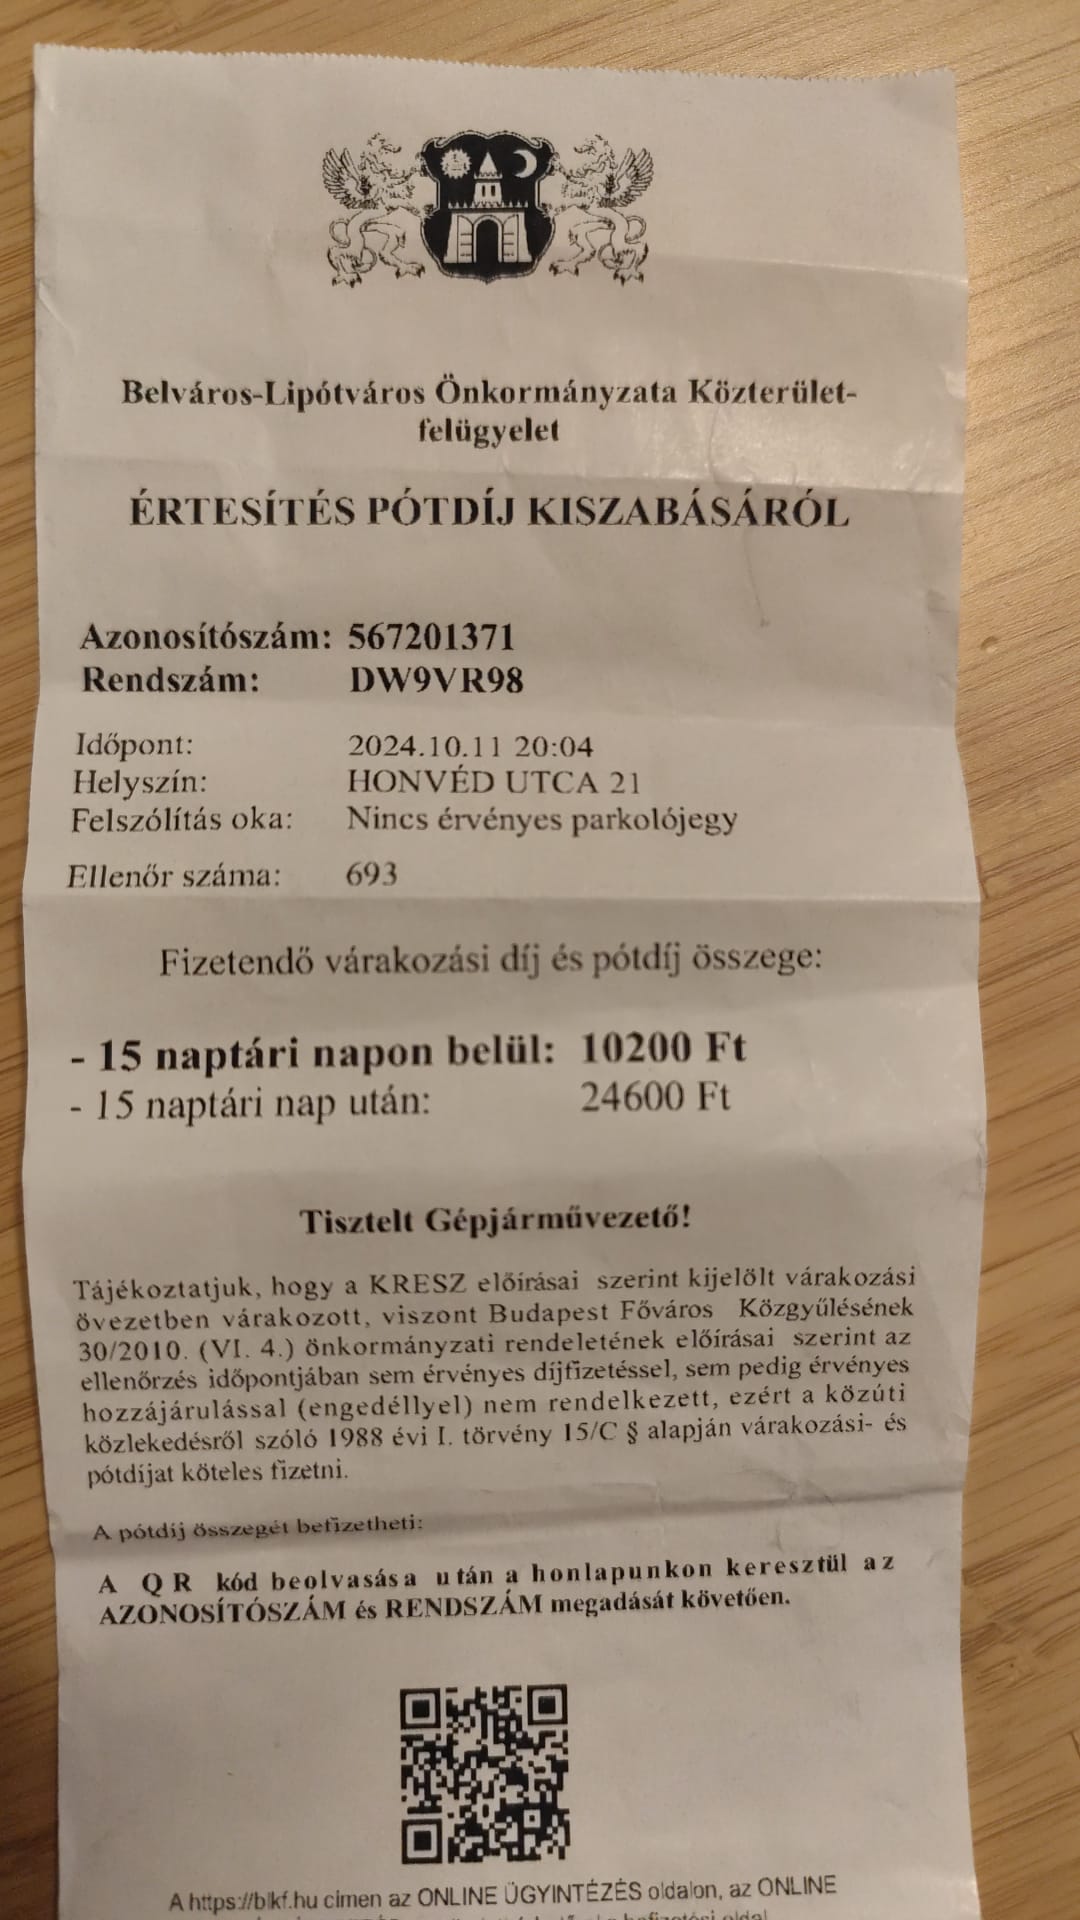 Belváros-Lipótváros Önkormányzata Közterület-
felügyelet
ÉRTESÍTÉS PÓTDÍJ KISZABÁSÁRÓL
Azonosítószám: 567201371
Rendszám: DW9VR98
Időpont: 2024.10.11 20:04
Helyszín: HONVÉD UTCA 21
Felszólítás oka: Nincs érvényes parkolójegy
Ellenőr száma: 693
Fizetendő várakozási díj és pótdíj összege:
- 15 naptári napon belül: 10200 Ft
- 15 naptári nap után: 24600 Ft
Tisztelt Gépjárművezető!
Tájékoztatjuk, hogy a KRESZ előírásai szerint kijelölt várakozási
övezetben várakozott, viszont Budapest Főváros Közgyűlésének
30/2010. (VI. 4.) önkormányzati rendeletének előírásai szerint az
ellenőrzés időpontjában sem érvényes díjfizetéssel, sem pedig érvényes
hozzájárulással (engedéllyel) nem rendelkezett, ezért a közúti
közlekedésről szóló 1988 évi I. törvény 15/C § alapján várakozási- és
pótdíjat köteles fizetni.
A pótdíj összegét befizetheti:
A QR kód beolvasása után a honlapunkon keresztül az
AZONOSÍTÓSZÁM és RENDSZÁM megadását követően.
A https://blkf.hu címen az ONLINE ÜGYINTÉZÉS oldalon, az ONLINE